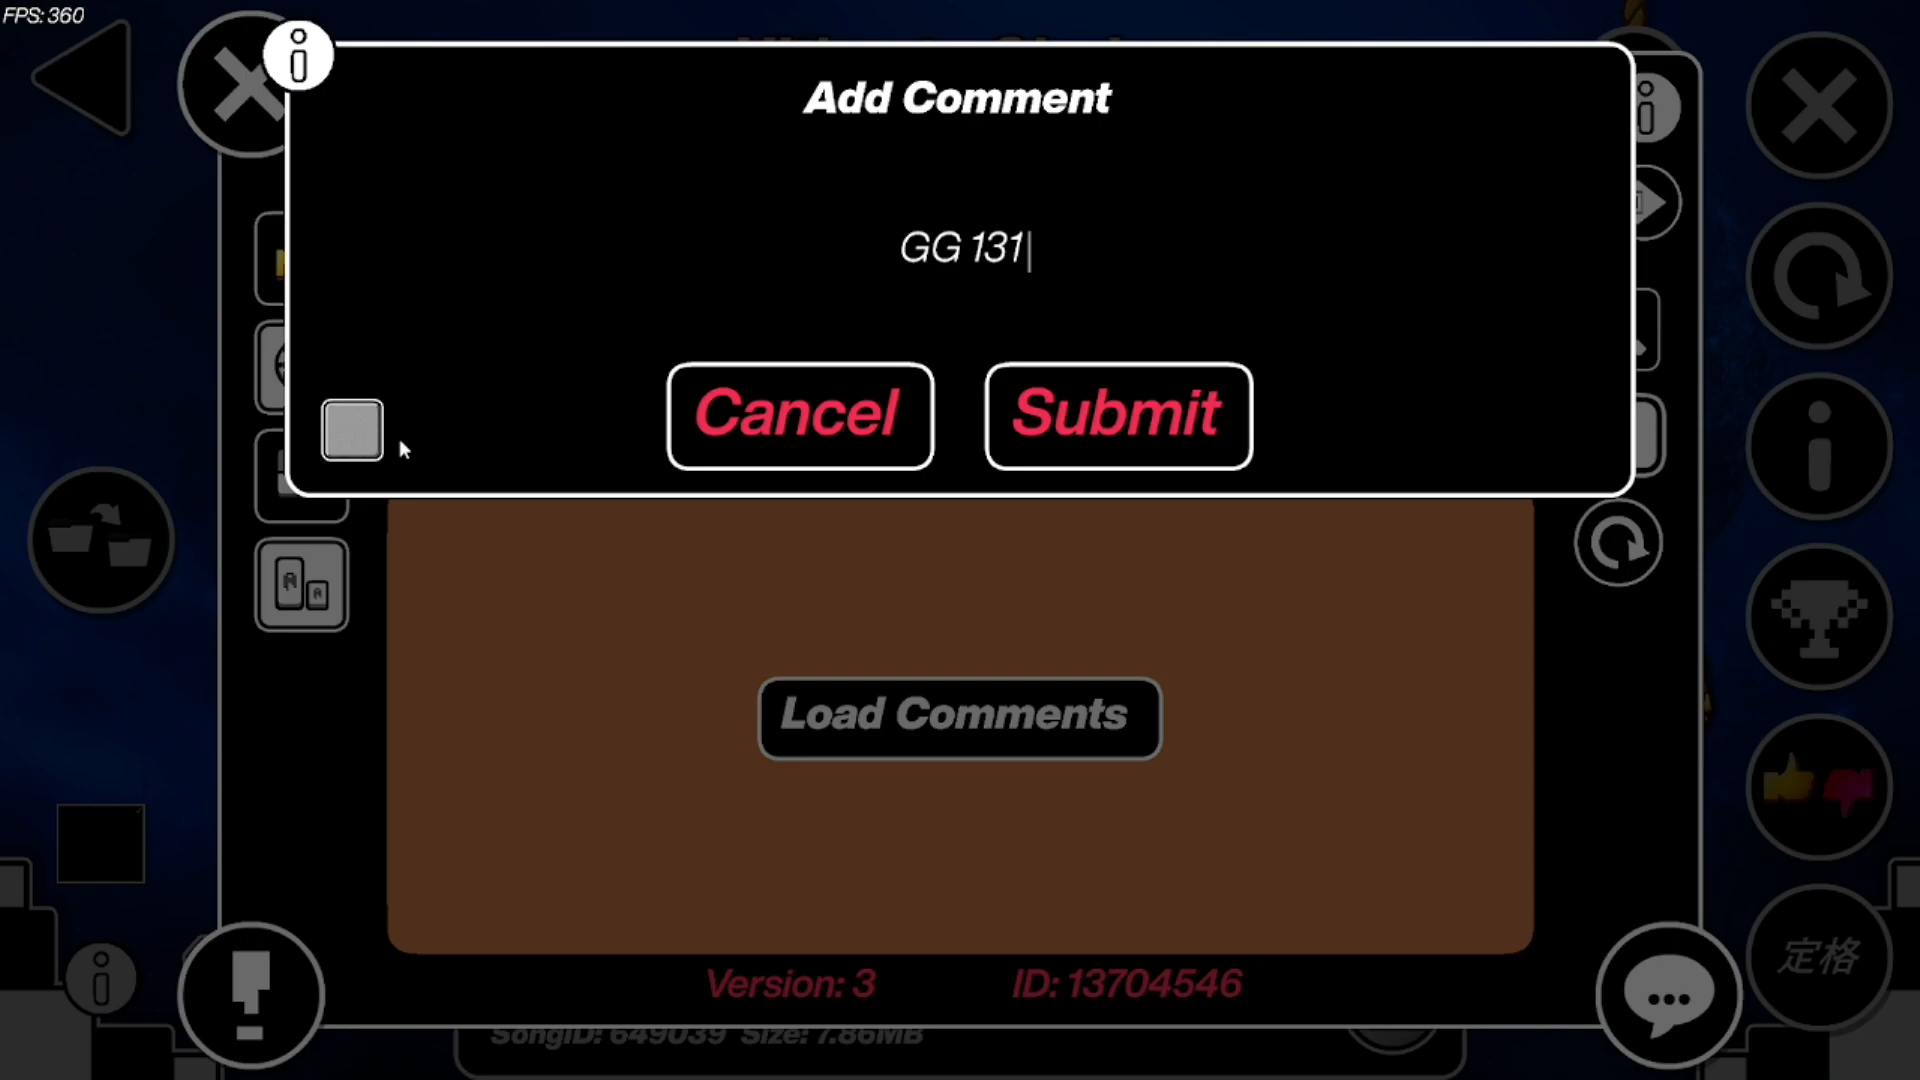 FPS: 360
Add Comment
GG 131
Cancel
Submit
Load Comments
定格
Version: 3
ID: 13704546
SongID: 649039 Size: 7.86MB